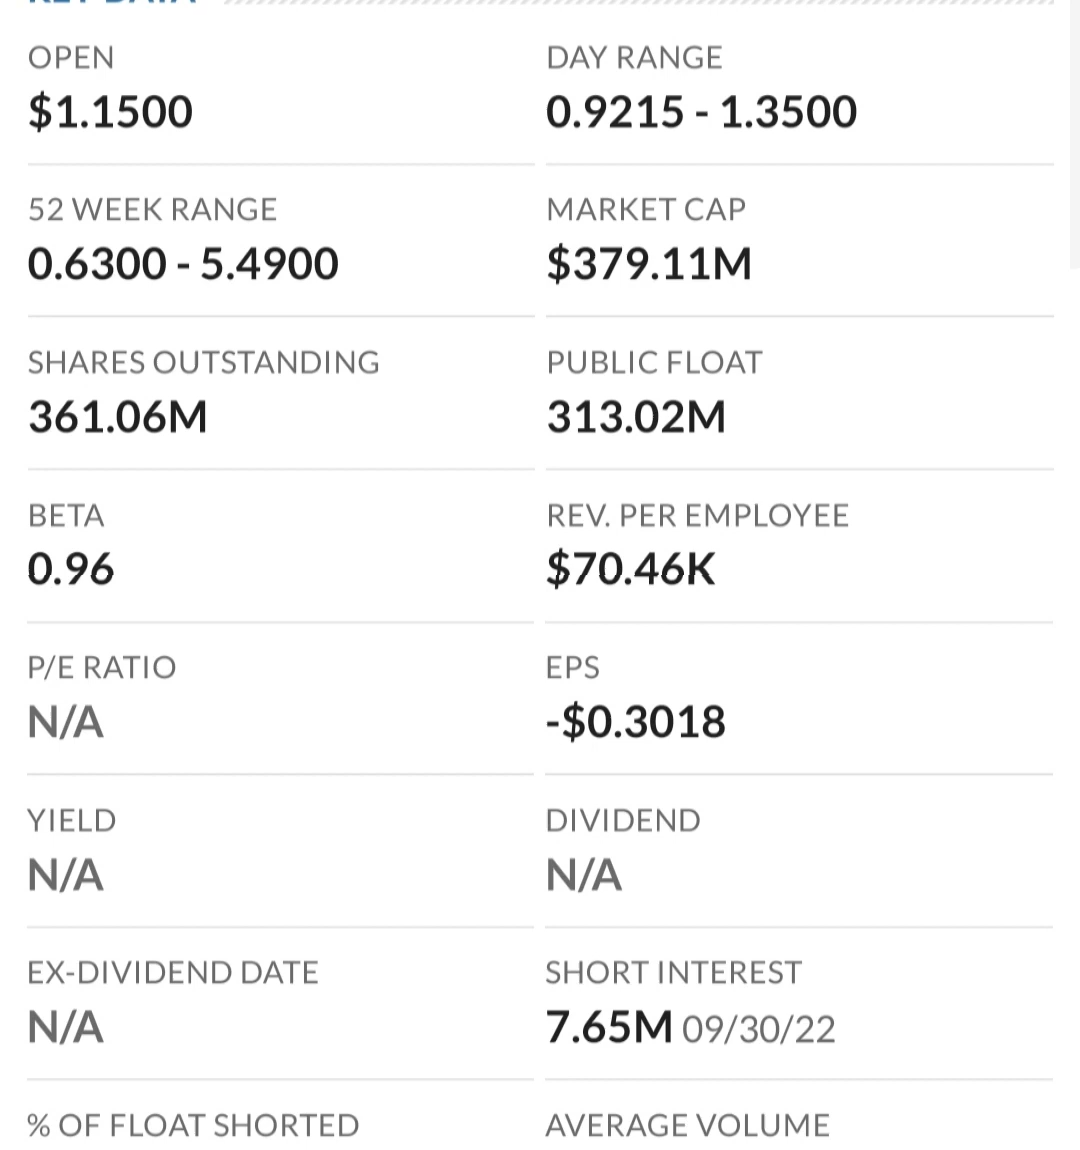 KEY DATA
OPEN
$1.1500
DAY RANGE
0.9215 - 1.3500
52 WEEK RANGE
0.6300 - 5.4900
MARKET CAP
$379.11M
SHARES OUTSTANDING
361.06M
PUBLIC FLOAT
313.02M
BETA
0.96
REV. PER EMPLOYEE
$70.46K
P/E RATIO
N/A
EPS
-$0.3018
YIELD
N/A
DIVIDEND
N/A
EX-DIVIDEND DATE
N/A
SHORT INTEREST
7.65M 09/30/22
% OF FLOAT SHORTED
AVERAGE VOLUME